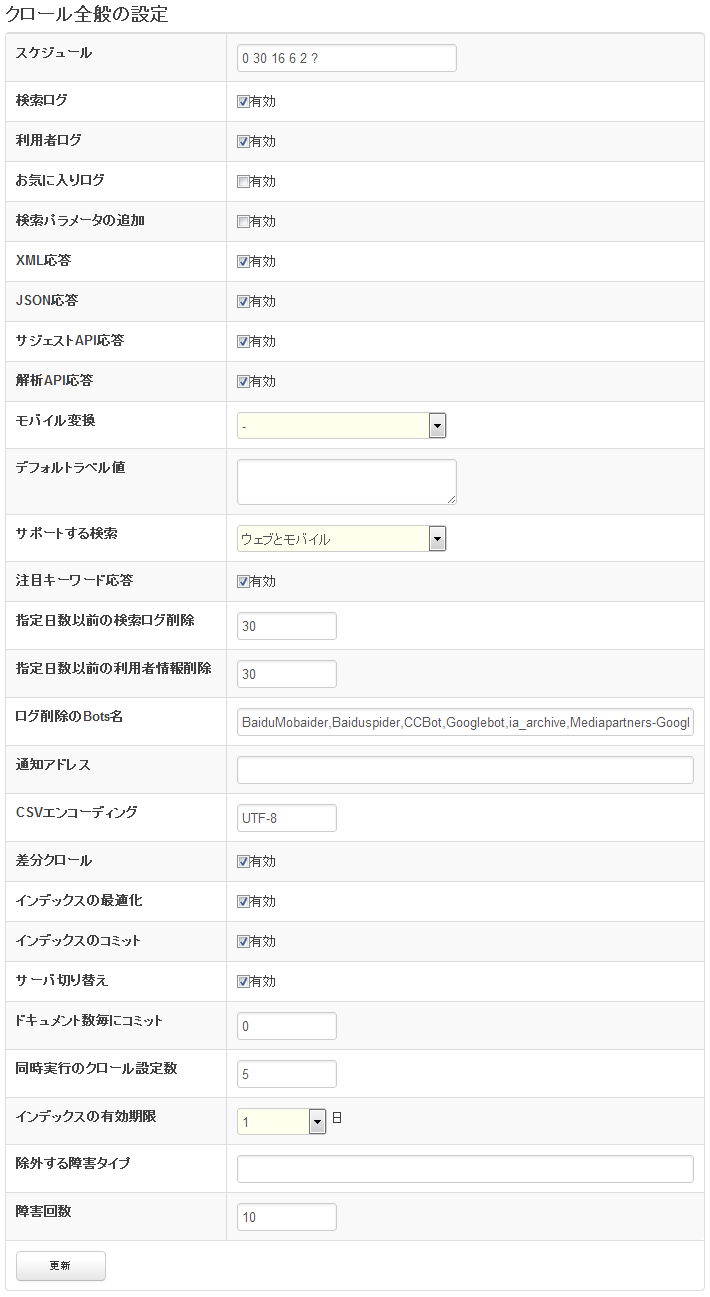 クロール全般の設定
スケジュール
0 30 16 6 2 ?
検索ログ
有効
利用者ログ
有効
お気に入りログ
有効
検索パラメータの追加
有効
XML応答
有効
JSON応答
有効
サジェストAPI応答
有効
解析API応答
有効
モバイル変換
-
デフォルトラベル値
サポートする検索
ウェブとモバイル
注目キーワード応答
有効
指定日数以前の検索ログ削除
30
指定日数以前の利用者情報削除
30
ログ削除のBots名
BaiduMobaider,Baiduspider,CCBot,Googlebot,ia_archive,Mediapartners-Googl
通知アドレス
CSVエンコーディング
UTF-8
差分クロール
有効
インデックスの最適化
有効
インデックスのコミット
有効
サーバ切り替え
有効
ドキュメント数毎にコミット
0
同時実行のクロール設定数
5
インデックスの有効期限
1 日
除外する障害タイプ
障害回数
10
更新